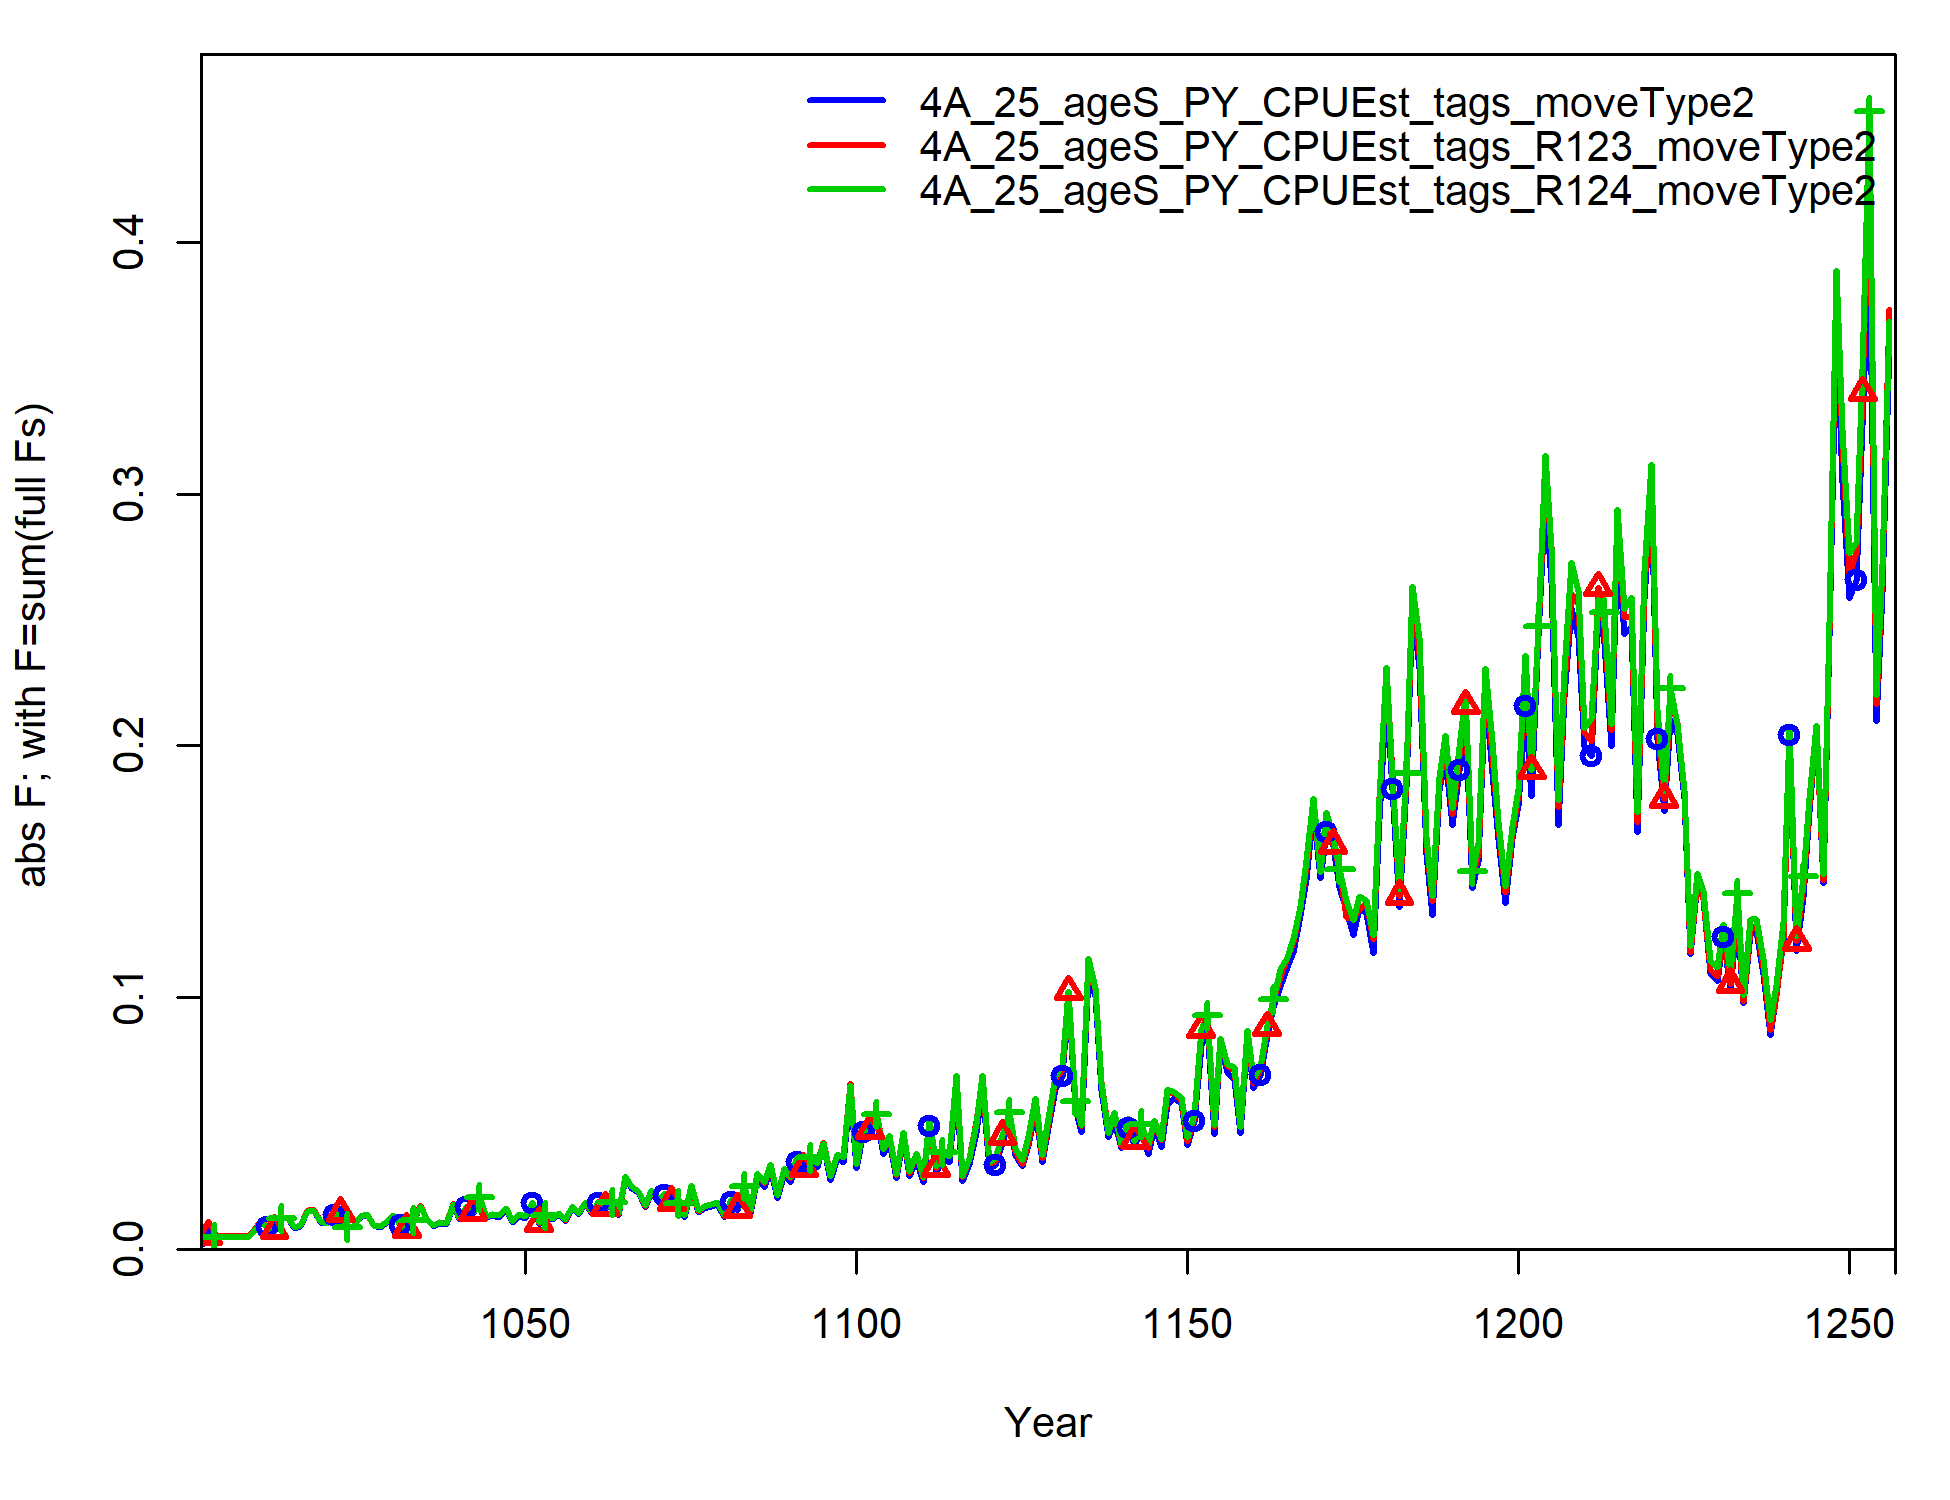 4A_25_ageS_PY_CPUEst_tags_moveType2
4A_25_ageS_PY_CPUEst_tags_R123_moveType2
4A_25_ageS_PY_CPUEst_tags_R124_moveType2
abs F; with F=sum(full Fs)
0.4
0.3
0.2
0.1
0.0
1050 1100 1150 1200 1250
Year